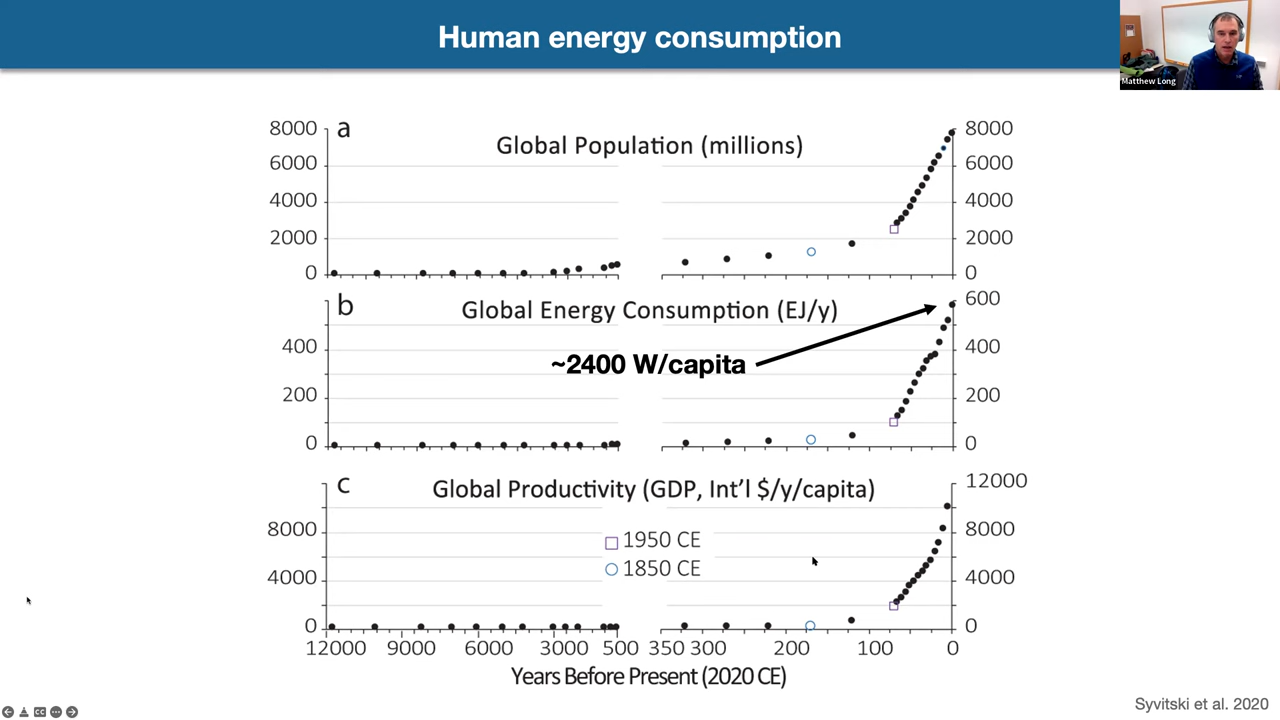 Human energy consumption
Matthew Long
a
Global Population (millions)
8000
6000
4000
2000
0
8000
6000
4000
2000
0
b
Global Energy Consumption (EJ/y)
~2400 W/capita
400
200
0
600
400
200
0
c
Global Productivity (GDP, Int'l $/y/capita)
8000
4000
0
12000
8000
4000
0
1950 CE
1850 CE
12000 9000 6000 3000 500 350 300 200 100 0
Years Before Present (2020 CE)
Syvitski et al. 2020